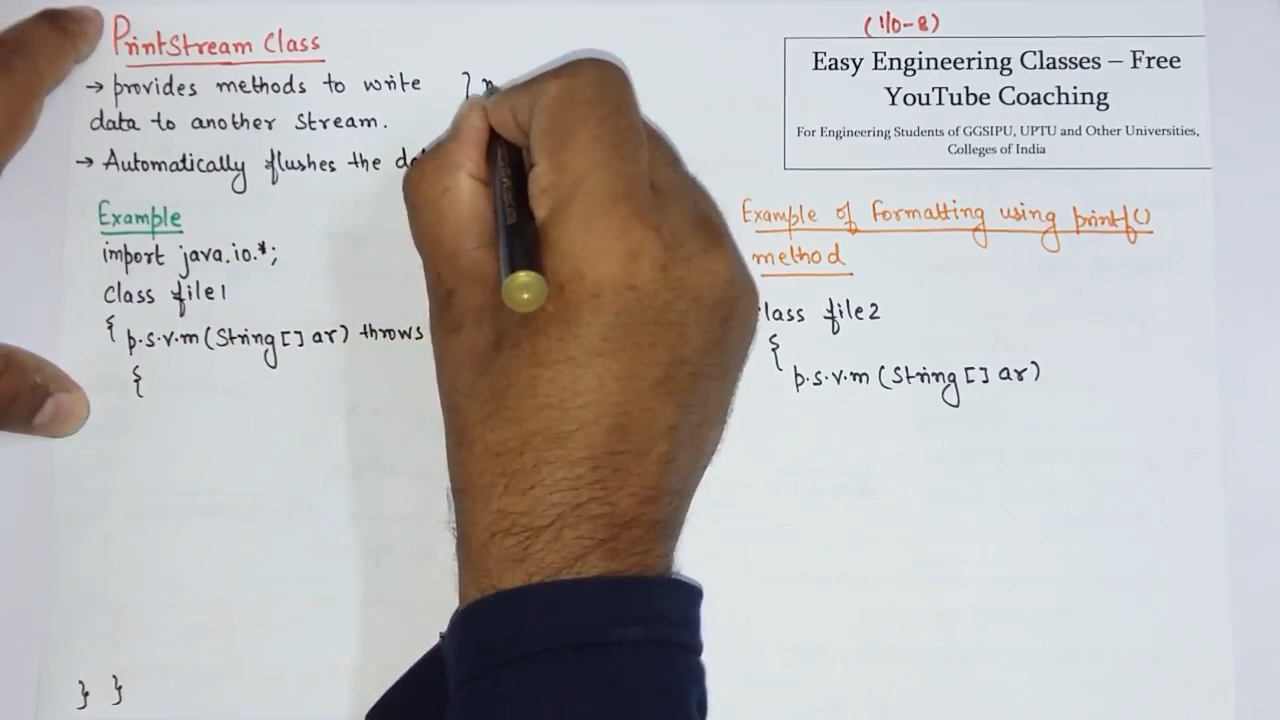 PrintStream Class
→ provides methods to write
data to another stream.
→ Automatically flushes the
Example
import java.io.*;
class file1
{ p.s.v.m (String [] ar) throws
{
} }
(I/O-8)
Easy Engineering Classes – Free
YouTube Coaching
For Engineering Students of GGSIPU, UPTU and Other Universities,
Colleges of India
Example of Formatting using printf()
method
lass file2
{
p.s.v.m (String [] ar)